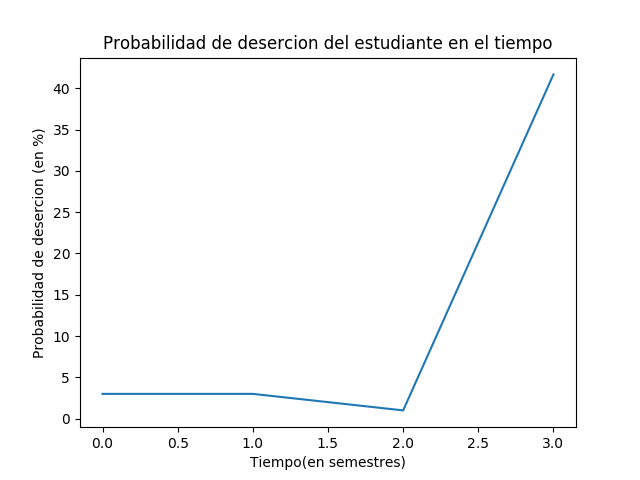 Probabilidad de desercion del estudiante en el tiempo
Probabilidad de desercion (en %)
40
35
30
25
20
15
10
5
0
0.0 0.5 1.0 1.5 2.0 2.5 3.0
Tiempo(en semestres)